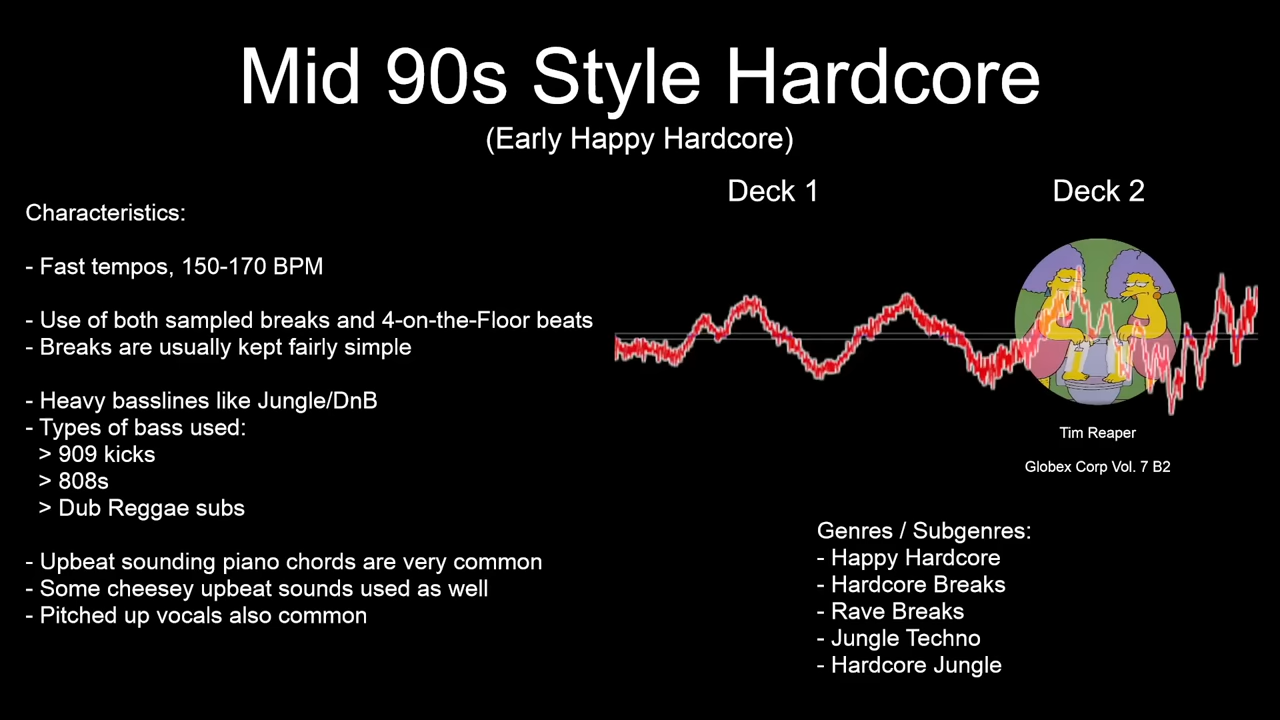 Mid 90s Style Hardcore
(Early Happy Hardcore)
Characteristics:
- Fast tempos, 150-170 BPM
- Use of both sampled breaks and 4-on-the-Floor beats
- Breaks are usually kept fairly simple
- Heavy basslines like Jungle/DnB
- Types of bass used:
> 909 kicks
> 808s
> Dub Reggae subs
- Upbeat sounding piano chords are very common
- Some cheesey upbeat sounds used as well
- Pitched up vocals also common
Deck 1
Deck 2
Tim Reaper
Globex Corp Vol. 7 B2
Genres / Subgenres:
- Happy Hardcore
- Hardcore Breaks
- Rave Breaks
- Jungle Techno
- Hardcore Jungle